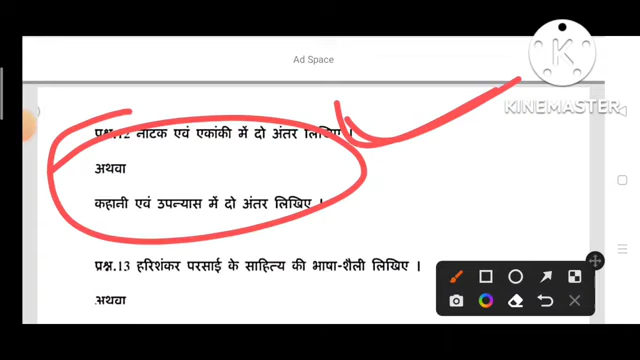 Ad Space
K
KINEMASTER
प्रश्न.12 नाटक एवं एकांकी में दो अंतर लिखिए ।
अथवा
कहानी एवं उपन्यास में दो अंतर लिखिए ।
प्रश्न.13 हरिशंकर परसाई के साहित्य की भाषा-शैली लिखिए ।
अथवा